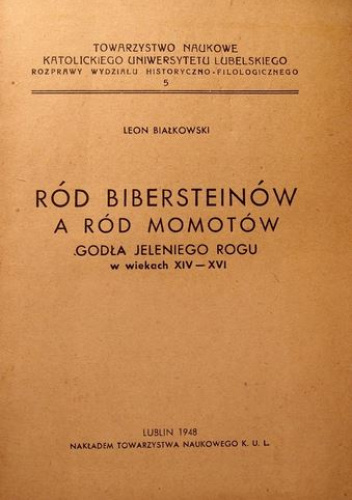 TOWARZYSTWO NAUKOWE
KATOLICKIEGO UNIWERSYTETU LUBELSKIEGO
ROZPRAWY WYDZIAŁU HISTORYCZNO-FILOLOGICZNEGO
5
LEON BIAŁKOWSKI
RÓD BIBERSTEINÓW
A RÓD MOMOTÓW
GODŁA JELENIEGO ROGU
w wiekach XIV — XVI
LUBLIN 1948
NAKŁADEM TOWARZYSTWA NAUKOWEGO K. U. L.